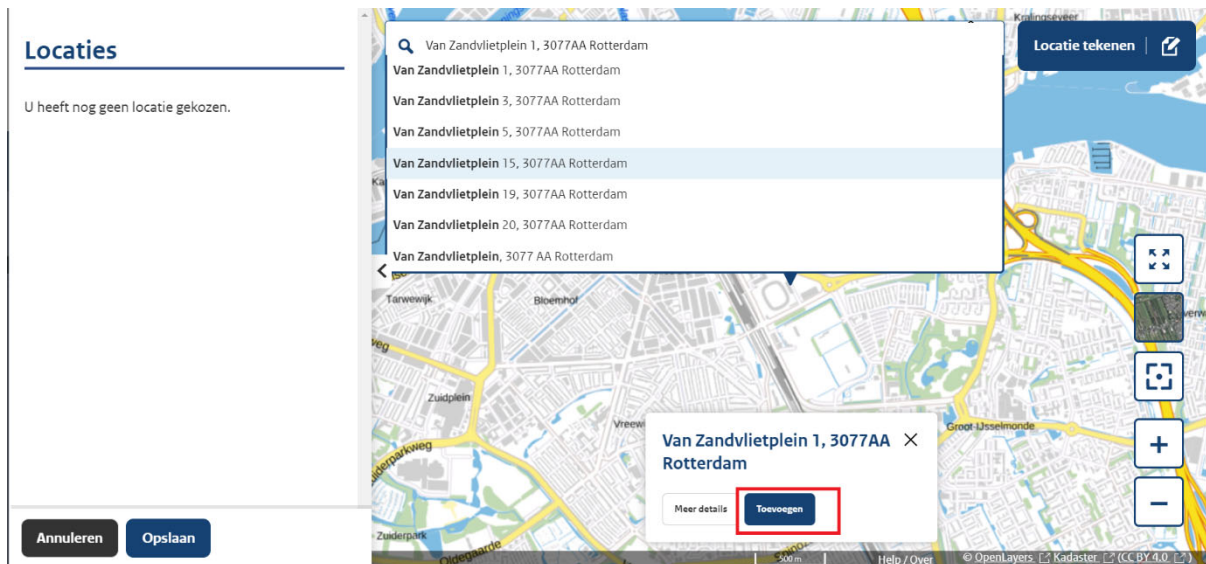 Locaties
U heeft nog geen locatie gekozen.
Annuleren
Opslaan
Van Zandvlietplein 1, 3077AA Rotterdam
Van Zandvlietplein 1, 3077AA Rotterdam
Van Zandvlietplein 3, 3077AA Rotterdam
Van Zandvlietplein 5, 3077AA Rotterdam
Van Zandvlietplein 15, 3077AA Rotterdam
Van Zandvlietplein 19, 3077AA Rotterdam
Van Zandvlietplein 20, 3077AA Rotterdam
Van Zandvlietplein, 3077 AA Rotterdam
Kralingseveer
Locatie tekenen
Tarwewijk
Bloemhof
Zuidplein
Groot-IJsselmonde
Van Zandvlietplein 1, 3077AA
Rotterdam
Meer details
Toevoegen
Zuiderpark
500 m
Help / Over
© OpenLayers Kadaster (CC BY 4.0)